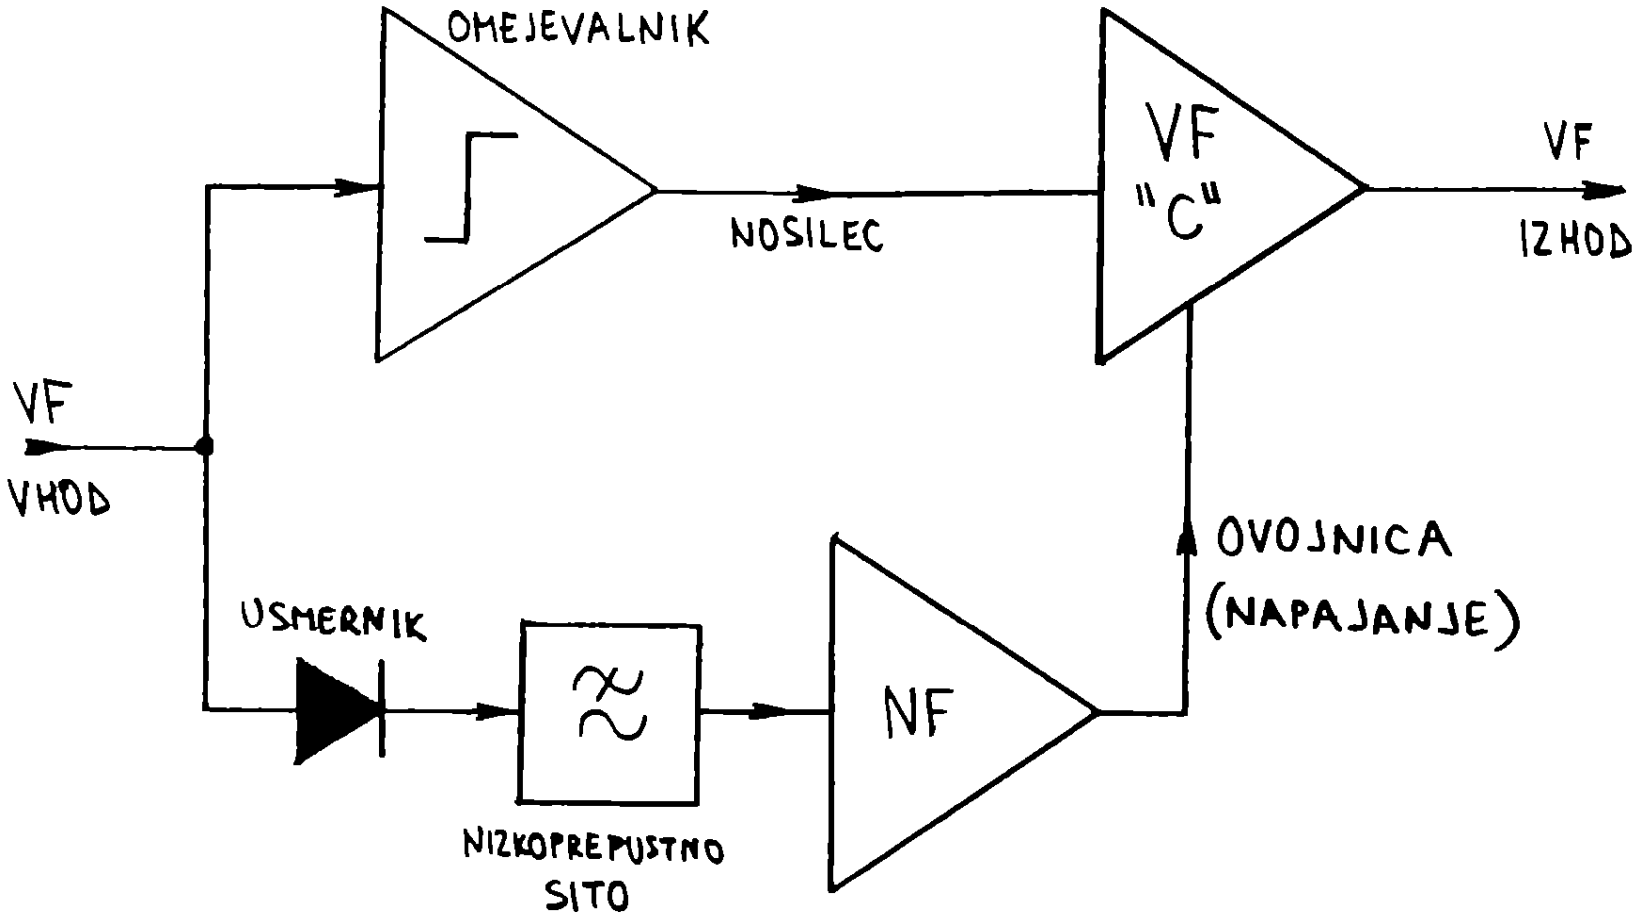 OMEJEVALNIK
VF
"C"
VF
IZHOD
NOSILEC
VF
VHOD
OVOJNICA
(NAPAJANJE)
USMERNIK
NF
NIZKOPREPUSTNO
SITO